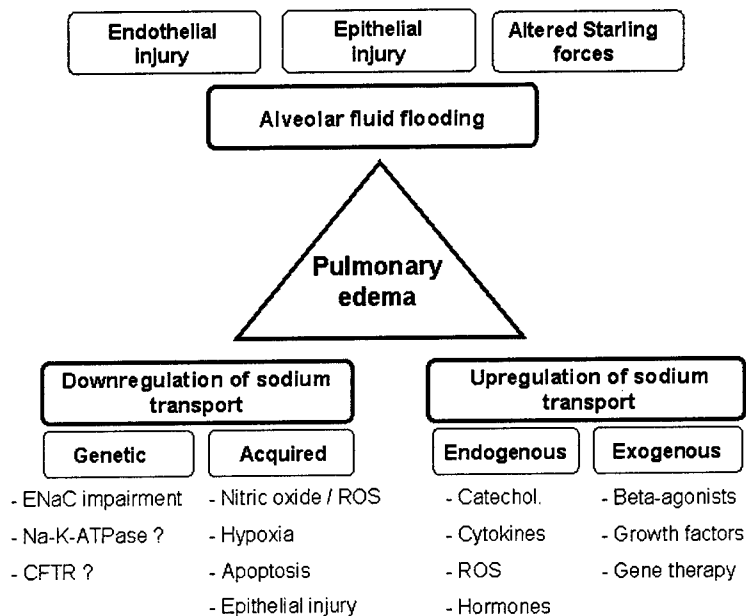 Endothelial
injury
Epithelial
injury
Altered Starling
forces
Alveolar fluid flooding
Pulmonary
edema
Downregulation of sodium
transport
Upregulation of sodium
transport
Genetic
Acquired
Endogenous
Exogenous
- ENaC impairment
- Na-K-ATPase ?
- CFTR ?
- Nitric oxide / ROS
- Hypoxia
- Apoptosis
- Epithelial injury
- Catechol.
- Cytokines
- ROS
- Hormones
- Beta-agonists
- Growth factors
- Gene therapy